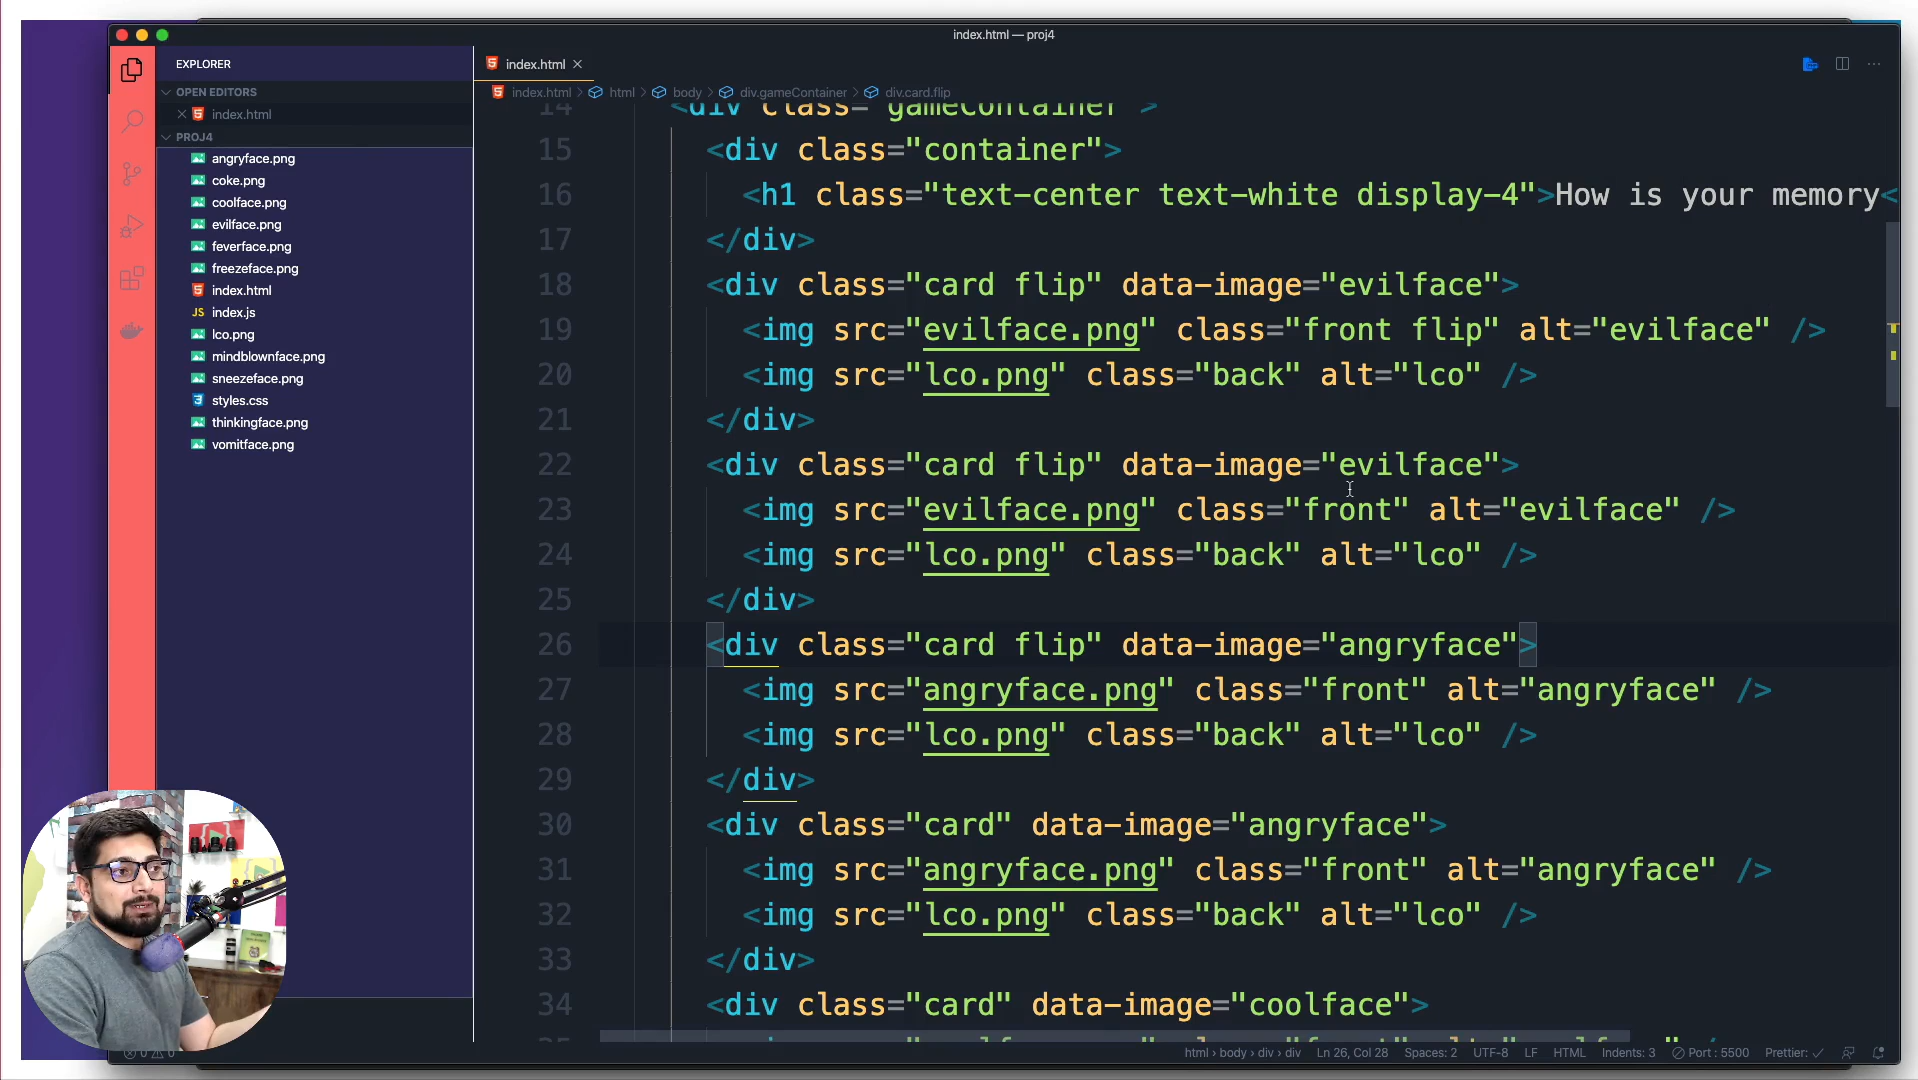 index.html — proj4
EXPLORER
OPEN EDITORS
index.html
PROJ4
angryface.png
coke.png
coolface.png
evilface.png
feverface.png
freezeface.png
index.html
JS index.js
lco.png
mindblownface.png
sneezeface.png
styles.css
thinkingface.png
vomitface.png
index.html
index.html > html > body > div.gameContainer > div.card.flip
14 <div class="gameContainer">
15 <div class="container">
16 <h1 class="text-center text-white display-4">How is your memory<
17 </div>
18 <div class="card flip" data-image="evilface">
19 <img src="evilface.png" class="front flip" alt="evilface" />
20 <img src="lco.png" class="back" alt="lco" />
21 </div>
22 <div class="card flip" data-image="evilface">
23 <img src="evilface.png" class="front" alt="evilface" />
24 <img src="lco.png" class="back" alt="lco" />
25 </div>
26 <div class="card flip" data-image="angryface">
27 <img src="angryface.png" class="front" alt="angryface" />
28 <img src="lco.png" class="back" alt="lco" />
29 </div>
30 <div class="card" data-image="angryface">
31 <img src="angryface.png" class="front" alt="angryface" />
32 <img src="lco.png" class="back" alt="lco" />
33 </div>
34 <div class="card" data-image="coolface">
0 0
html > body > div > div Ln 26, Col 28 Spaces: 2 UTF-8 LF HTML Indents: 3 Port : 5500 Prettier: ✓